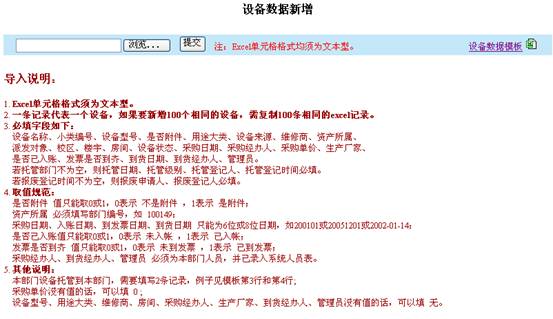 设备数据新增
浏览... 提交 注：Excel单元格格式均须为文本型。 设备数据模板
导入说明：
1. Excel单元格格式须为文本型。
2. 一条记录代表一个设备，如果要新增100个相同的设备，需复制100条相同的excel记录。
3. 必填字段如下：
设备名称、小类编号、设备型号、是否附件、用途大类、设备来源、维修商、资产所属、
派发对象、校区、楼宇、房间、设备状态、采购日期、采购经办人、采购单价、生产厂家、
是否已入账、发票是否到齐、到货日期、到货经办人、管理员。
若托管部门不为空，则托管日期、托管级别、托管登记人、托管登记时间必填。
若报废登记时间不为空，则报废申请人、报废登记人必填。
4. 取值规范：
是否附件 值只能取0或1，0表示 不是附件 ，1表示 是附件;
资产所属 必须填写部门编号，如 100149;
采购日期、入账日期、到发票日期、到货日期 只能为6位或8位日期，如200101或20051201或2002-01-14;
是否已入账值只能取0或1，0表示 未入帐 ，1表示 已入帐;
发票是否到齐 值只能取0或1，0表示 未到发票 ，1表示 已到发票;
采购经办人、到货经办人、管理员 必须为本部门人员，并已录入系统人员表。
5. 其他说明：
本部门设备托管到本部门，需要填写2条记录，例子见模板第3行和第4行;
采购单价没有值的话，可以填 0 ;
设备型号、用途大类、维修商、房间、采购经办人、生产厂家、到货经办人、管理员没有值的话，可以填 无。